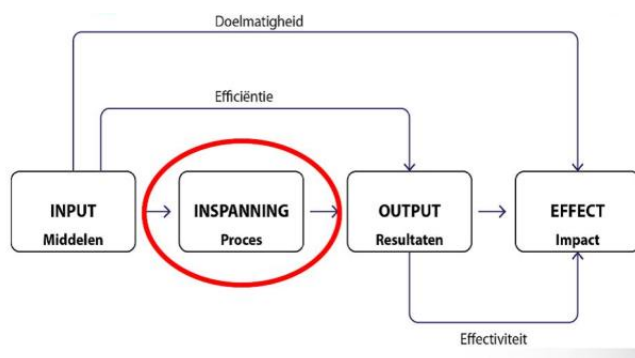 Doelmatigheid
Efficiëntie
INPUT
Middelen
INSPANNING
Proces
OUTPUT
Resultaten
EFFECT
Impact
Effectiviteit